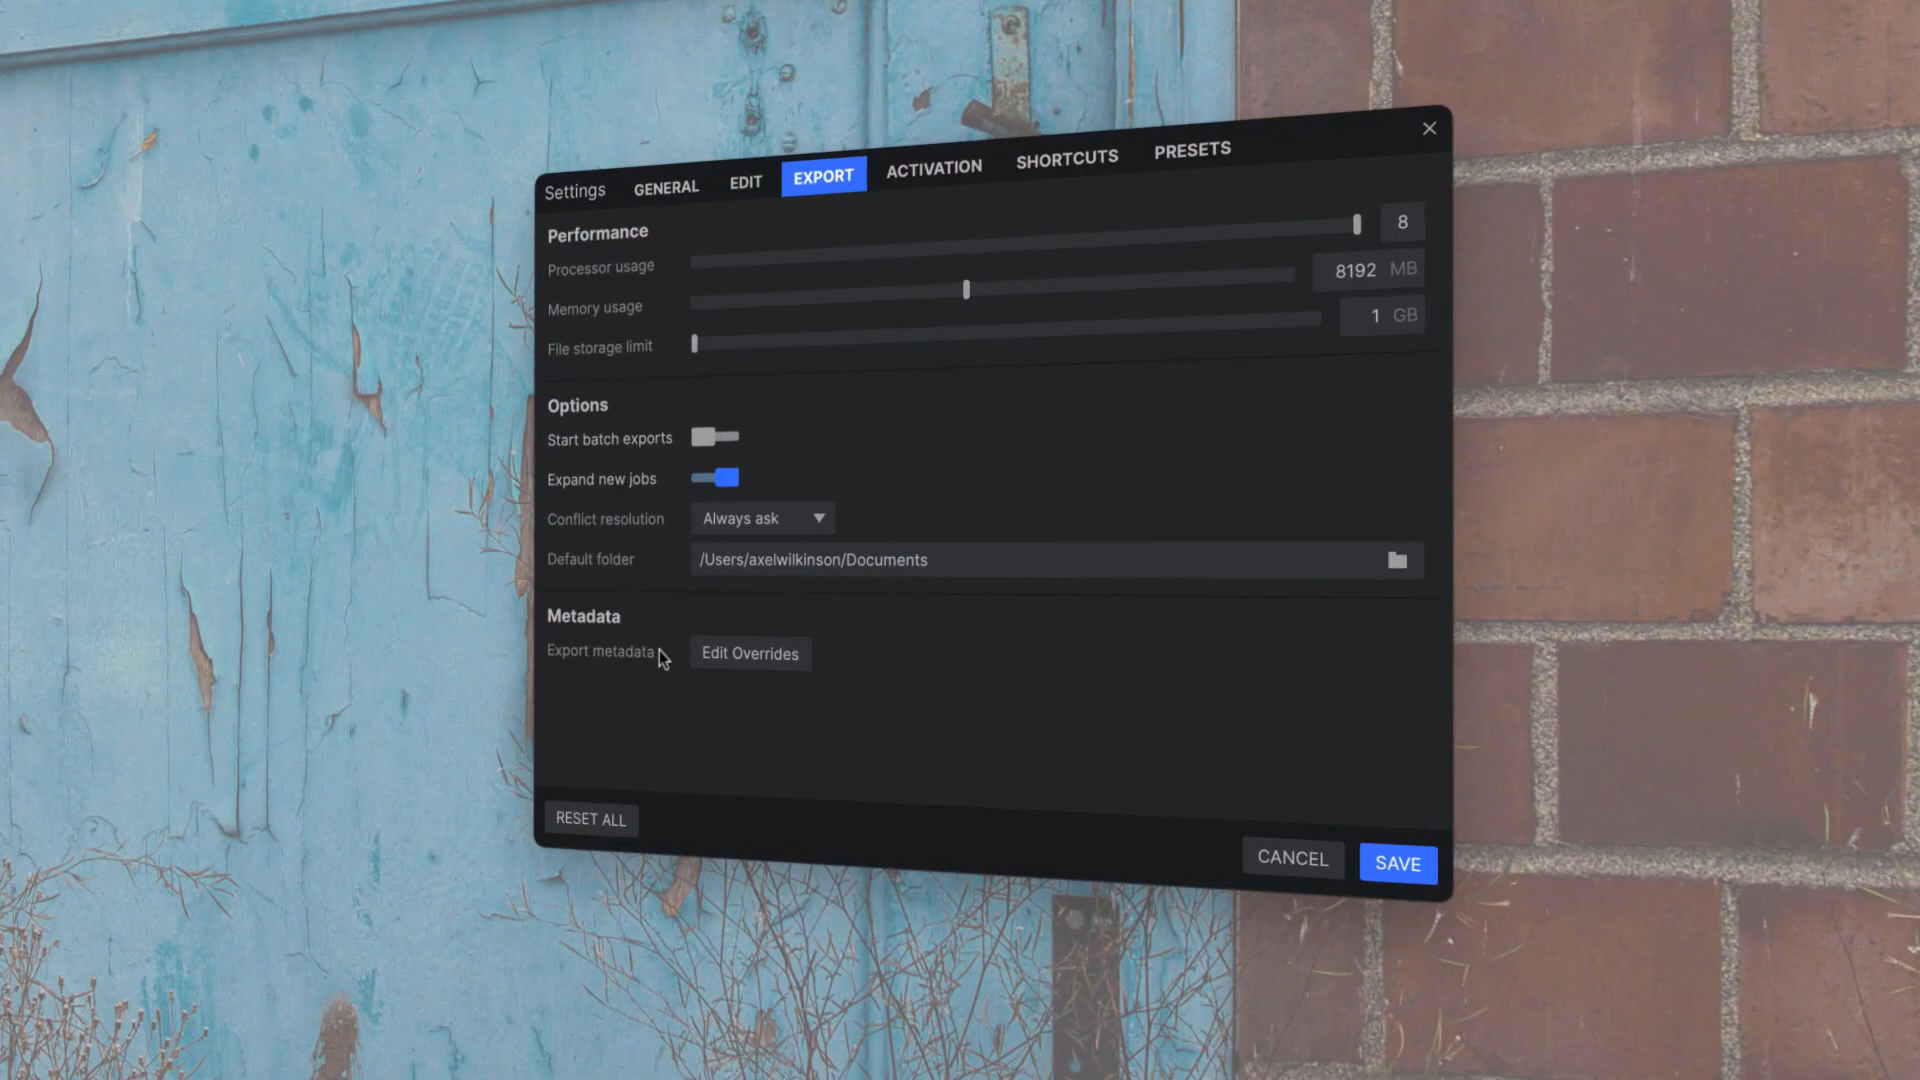 Settings GENERAL EDIT EXPORT ACTIVATION SHORTCUTS PRESETS
Performance
Processor usage 8
Memory usage 8192 MB
File storage limit 1 GB
Options
Start batch exports
Expand new jobs
Conflict resolution Always ask
Default folder /Users/axelwilkinson/Documents
Metadata
Export metadata Edit Overrides
RESET ALL CANCEL SAVE